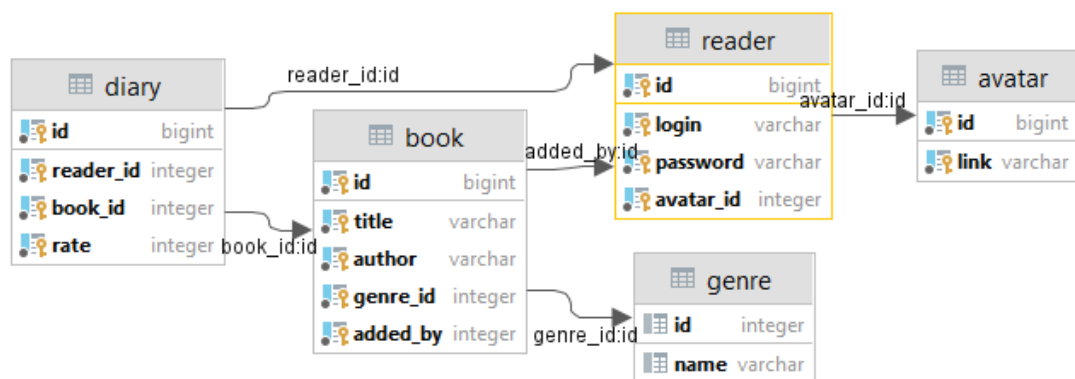 diary
id bigint
reader_id integer
book_id integer
rate integer
reader_id:id
book_id:id
book
id bigint
title varchar
author varchar
genre_id integer
added_by integer
added_by:id
genre_id:id
reader
id bigint
login varchar
password varchar
avatar_id integer
avatar_id:id
avatar
id bigint
link varchar
genre
id integer
name varchar